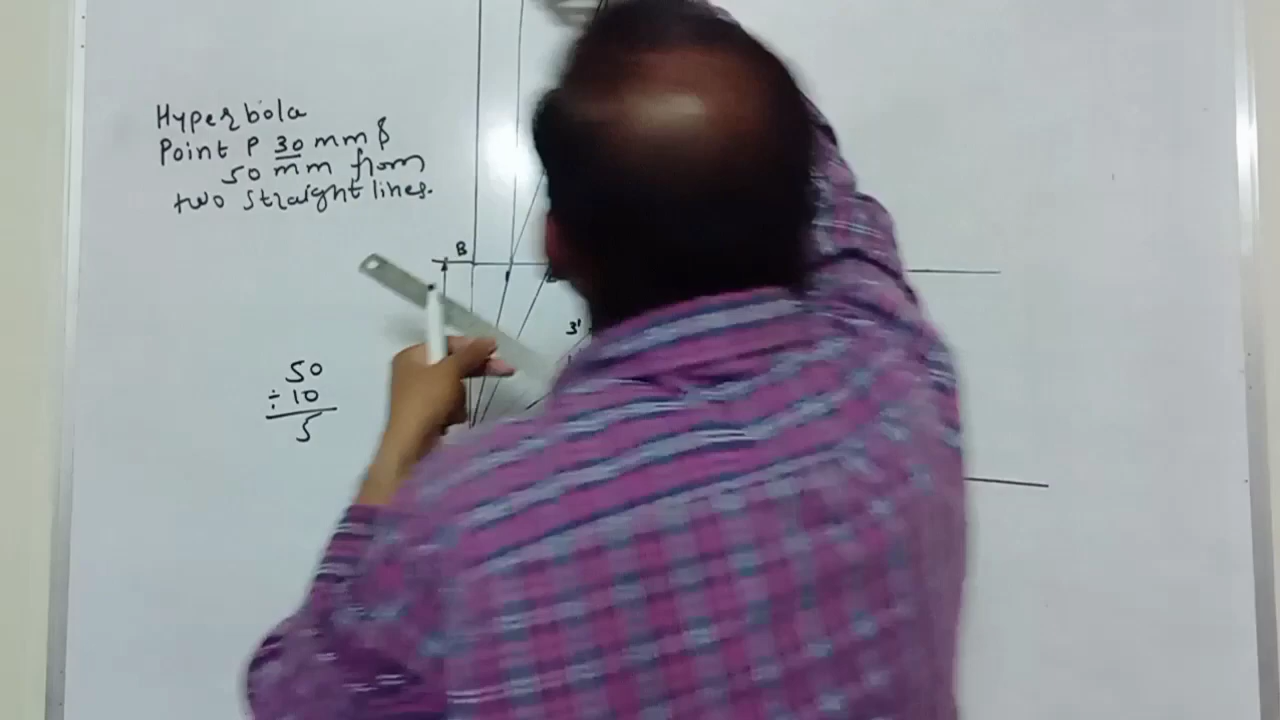 Hyperbola
Point P 30 mm &
50 mm from
two straight lines.
B
3'
50
÷ 10
5